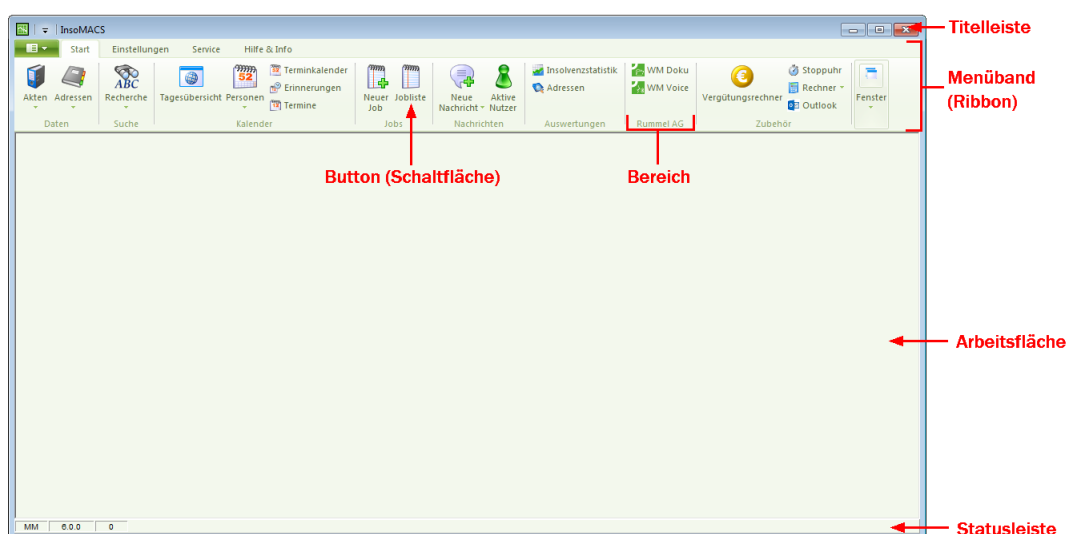 InsoMACS
Titelleiste
Start Einstellungen Service Hilfe & Info
Menüband
(Ribbon)
Akten Adressen
Recherche
ABC
Tagesübersicht
52
Personen
Terminkalender
Erinnerungen
Termine
Neuer
Job
Jobliste
Neue
Nachricht
Aktive
Nutzer
Insolvenzstatistik
Adressen
WM Doku
WM Voice
Vergütungsrechner
Stoppuhr
Rechner
Outlook
Fenster
Daten Suche Kalender Jobs Nachrichten Auswertungen Rummel AG Zubehör
Button (Schaltfläche)
Bereich
Arbeitsfläche
MM 6.0.0 0
Statusleiste